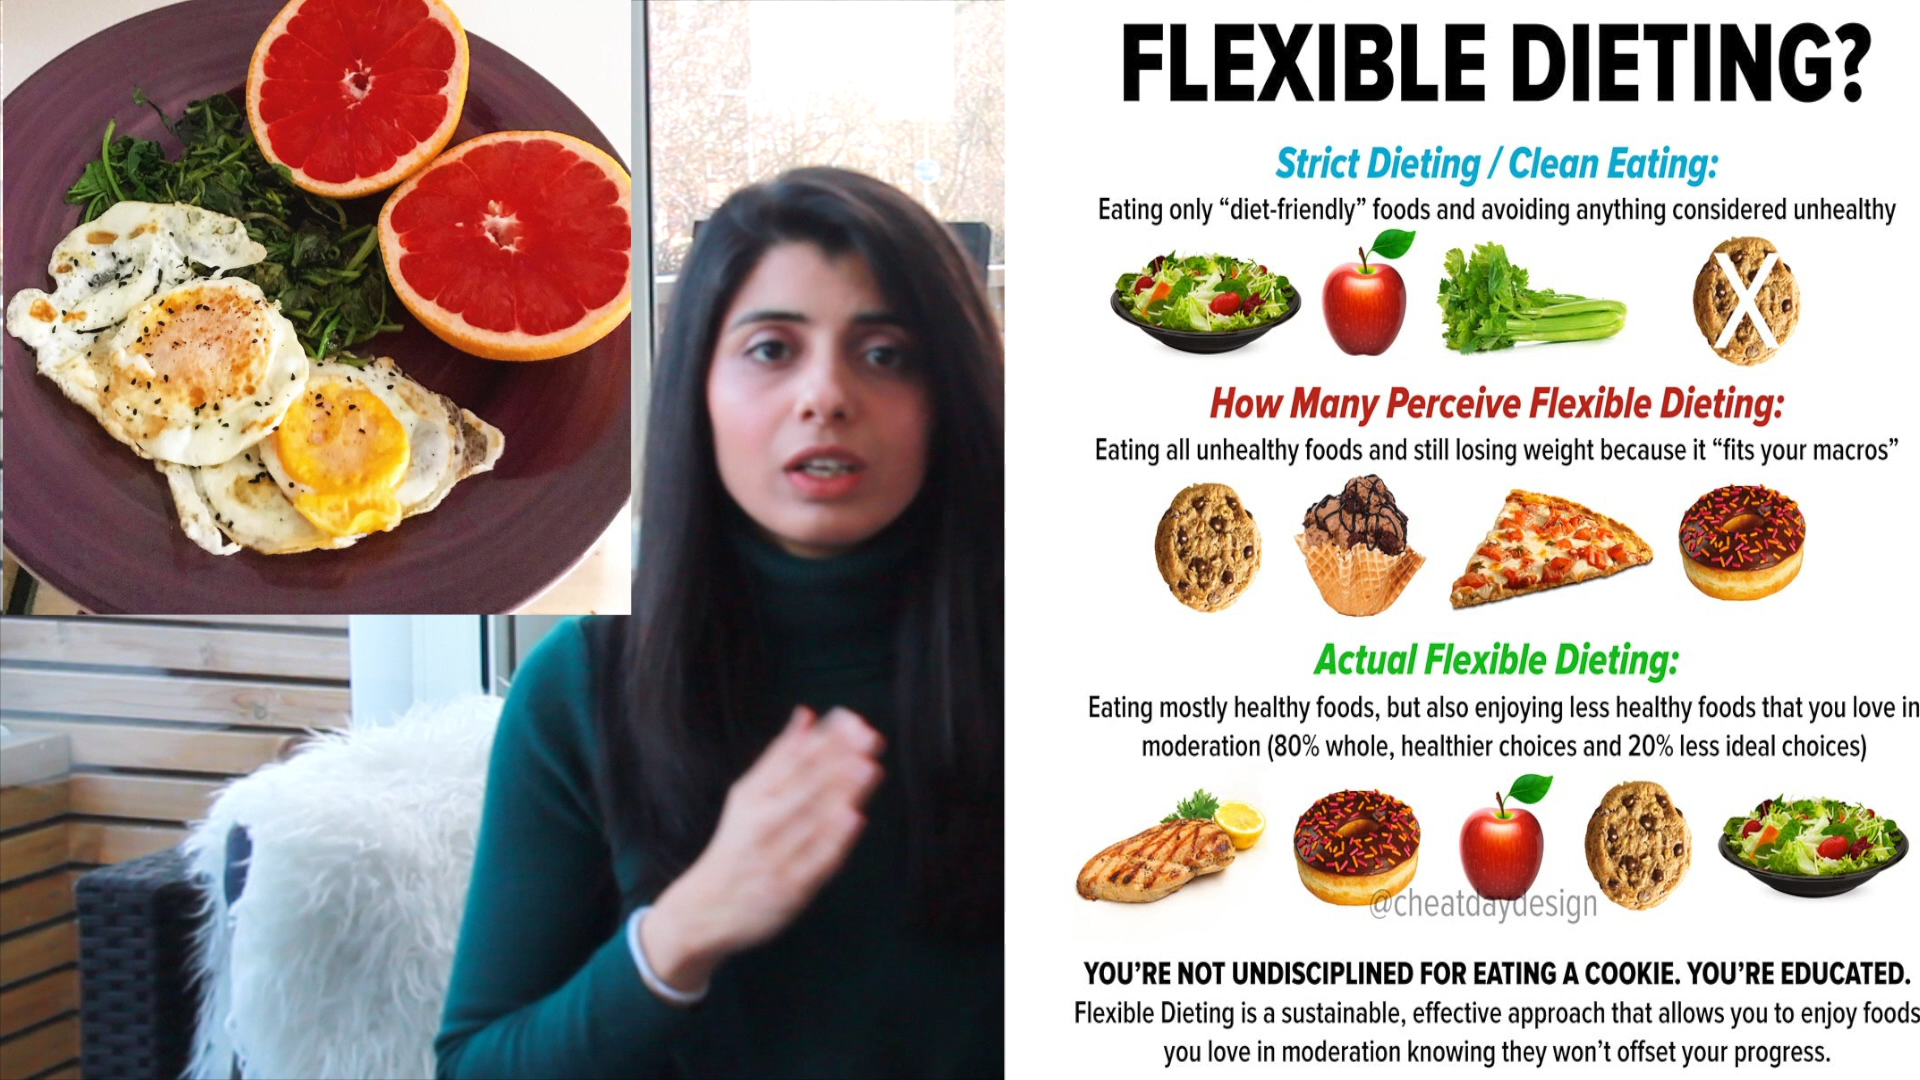 FLEXIBLE DIETING?
Strict Dieting / Clean Eating:
Eating only “diet-friendly” foods and avoiding anything considered unhealthy
X
How Many Perceive Flexible Dieting:
Eating all unhealthy foods and still losing weight because it “fits your macros”
Actual Flexible Dieting:
Eating mostly healthy foods, but also enjoying less healthy foods that you love in
moderation (80% whole, healthier choices and 20% less ideal choices)
@cheatdaydesign
YOU’RE NOT UNDISCIPLINED FOR EATING A COOKIE. YOU’RE EDUCATED.
Flexible Dieting is a sustainable, effective approach that allows you to enjoy foods
you love in moderation knowing they won’t offset your progress.